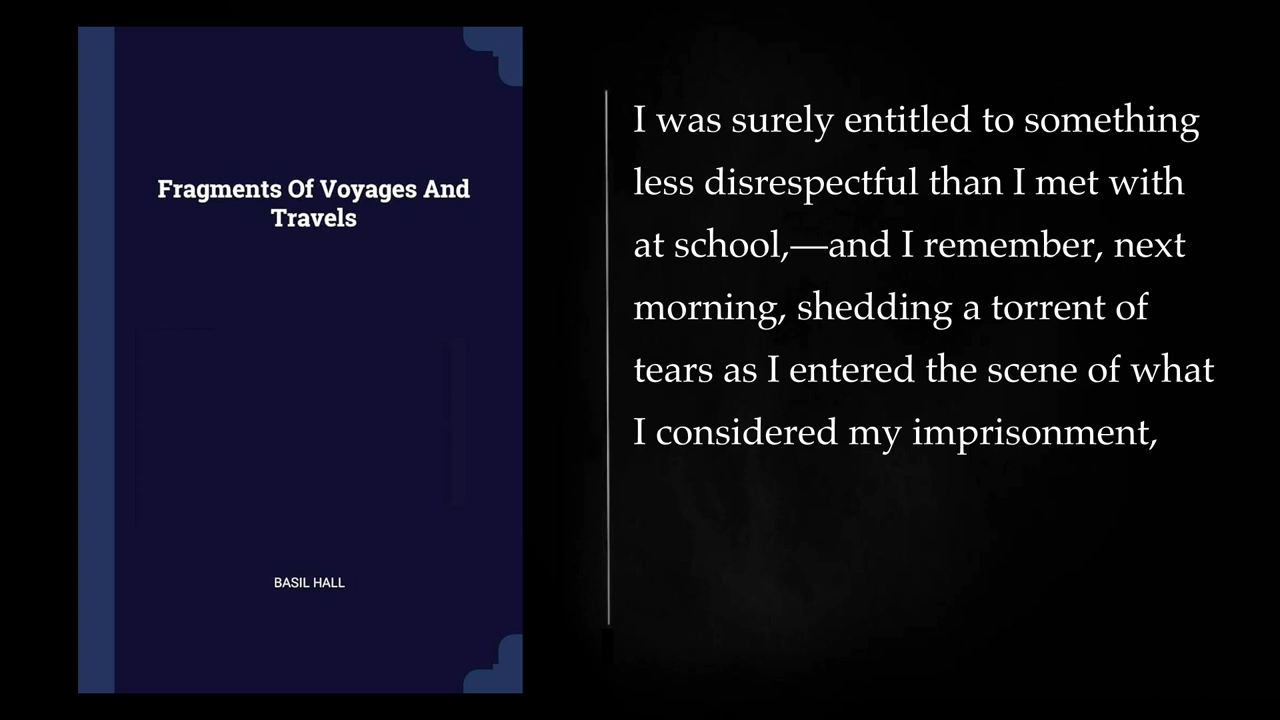 Fragments Of Voyages And
Travels
BASIL HALL
I was surely entitled to something
less disrespectful than I met with
at school,—and I remember, next
morning, shedding a torrent of
tears as I entered the scene of what
I considered my imprisonment,